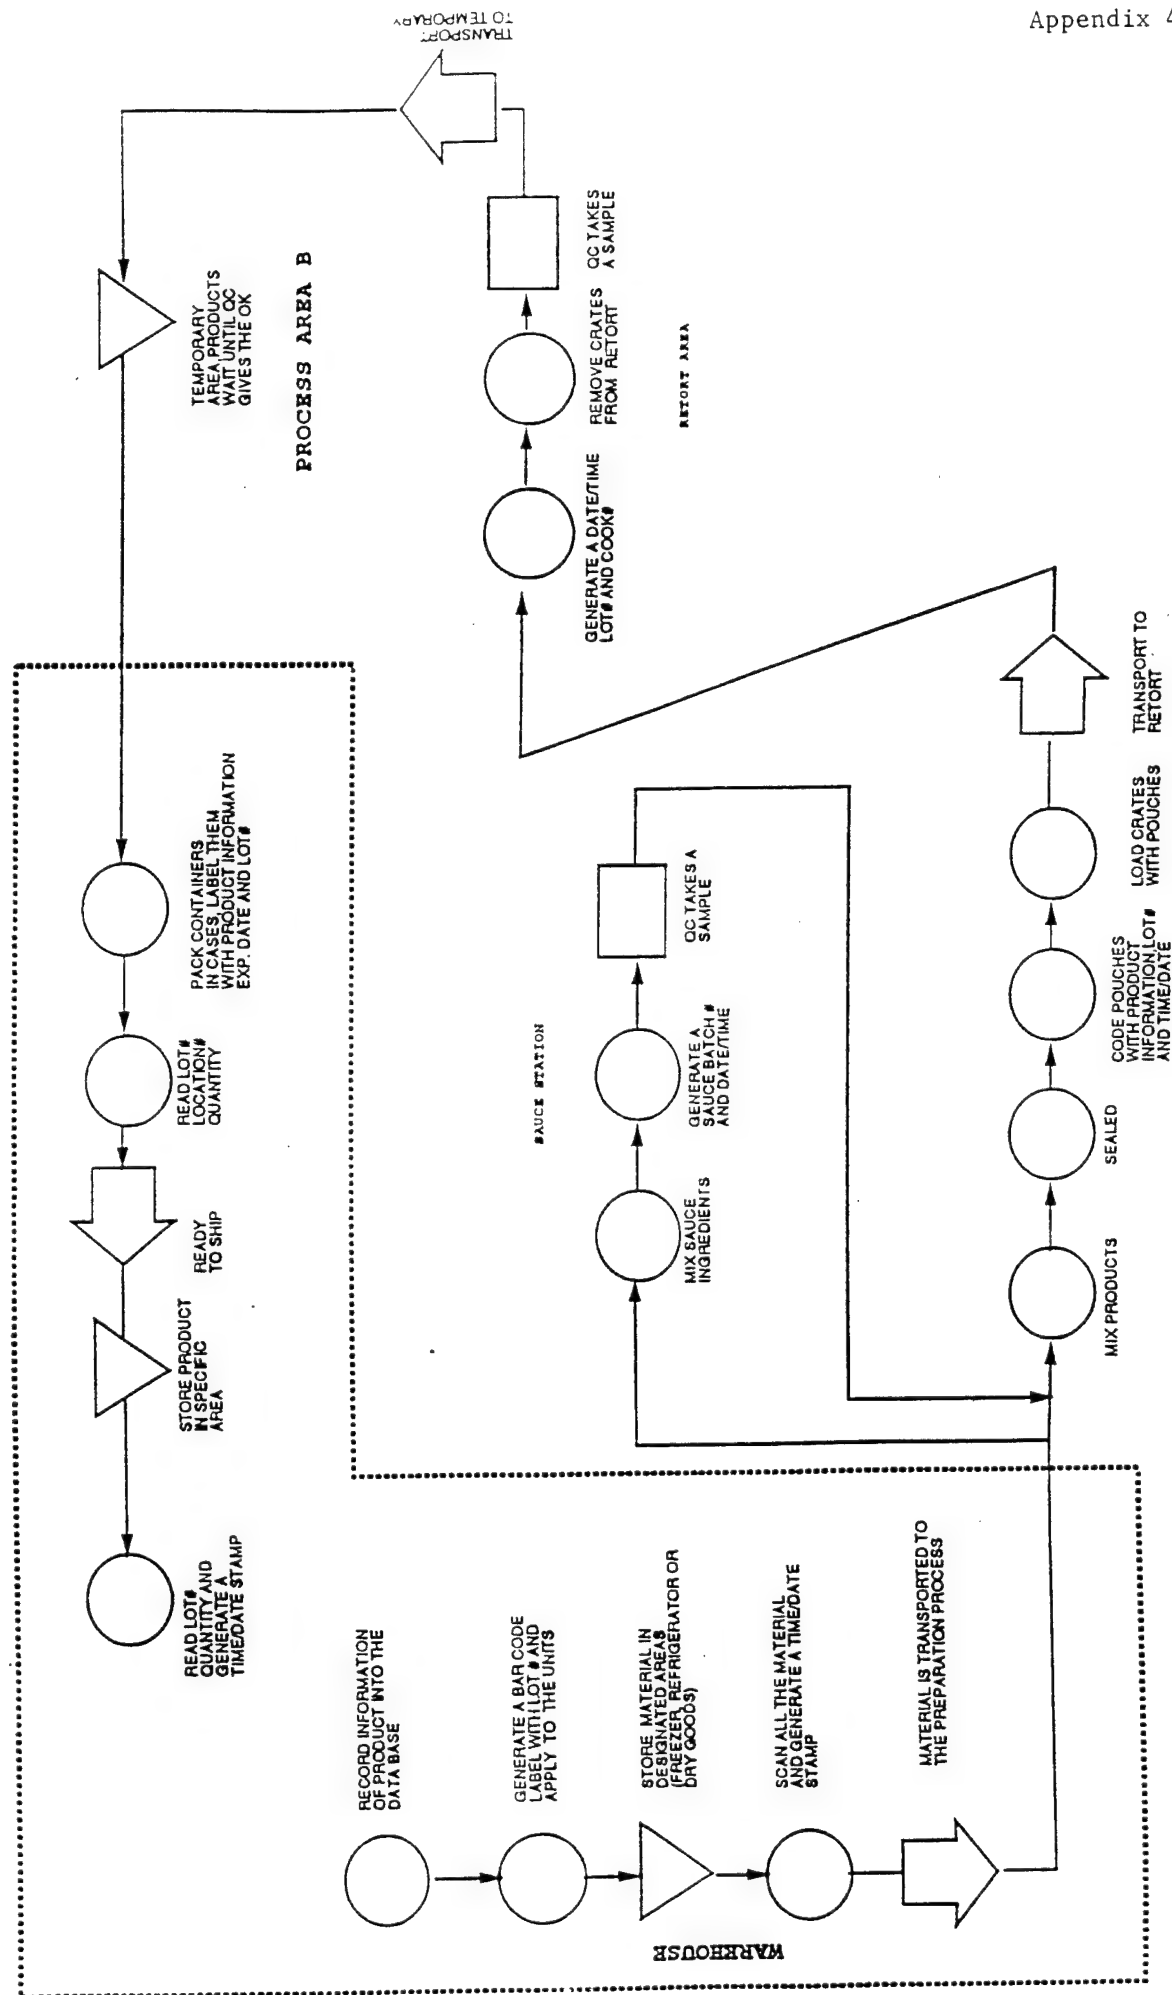 Appendix 4
WAREHOUSE
RECORD INFORMATION
OF PRODUCT INTO THE
DATA BASE
GENERATE A BAR CODE
LABEL WITH LOT # AND
APPLY TO THE UNITS
STORE MATERIAL IN
DESIGNATED AREAS
(FREEZER, REFRIGERATOR OR
DRY GOODS)
SCAN ALL THE MATERIAL
AND GENERATE A TIME/DATE
STAMP
MATERIAL IS TRANSPORTED TO
THE PREPARATION PROCESS
SAUCE STATION
MIX SAUCE
INGREDIENTS
GENERATE A
SAUCE BATCH #
AND DATE/TIME
QC TAKES A
SAMPLE
MIX PRODUCTS
SEALED
CODE POUCHES
WITH PRODUCT
INFORMATION, LOT#
AND TIME/DATE
LOAD CRATES
WITH POUCHES
TRANSPORT TO
RETORT
GENERATE A DATE/TIME
LOT# AND COOK#
REMOVE CRATES
FROM RETORT
QC TAKES
A SAMPLE
RETORT AREA
TRANSPORT
TO TEMPORARY
PROCESS AREA B
TEMPORARY
AREA, PRODUCTS
WAIT UNTIL QC
GIVES THE OK
PACK CONTAINERS
IN CASES, LABEL THEM
WITH PRODUCT INFORMATION
EXP. DATE AND LOT#
READ LOT#
LOCATION#
QUANTITY
READY
TO SHIP
STORE PRODUCT
IN SPECIFIC
AREA
READ LOT#
QUANTITY AND
GENERATE A
TIME/DATE STAMP